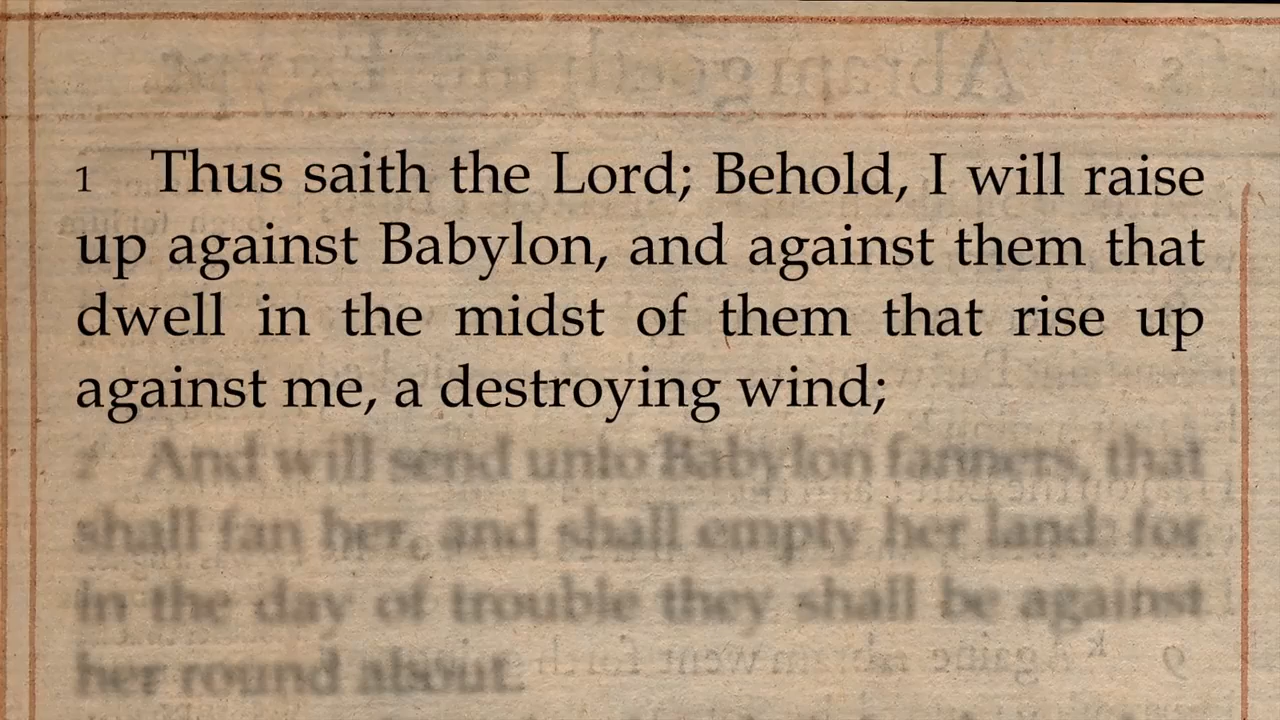 1 Thus saith the Lord; Behold, I will raise
up against Babylon, and against them that
dwell in the midst of them that rise up
against me, a destroying wind;
2 And will send unto Babylon fanners, that
shall fan her, and shall empty her land: for
in the day of trouble they shall be against
her round about.